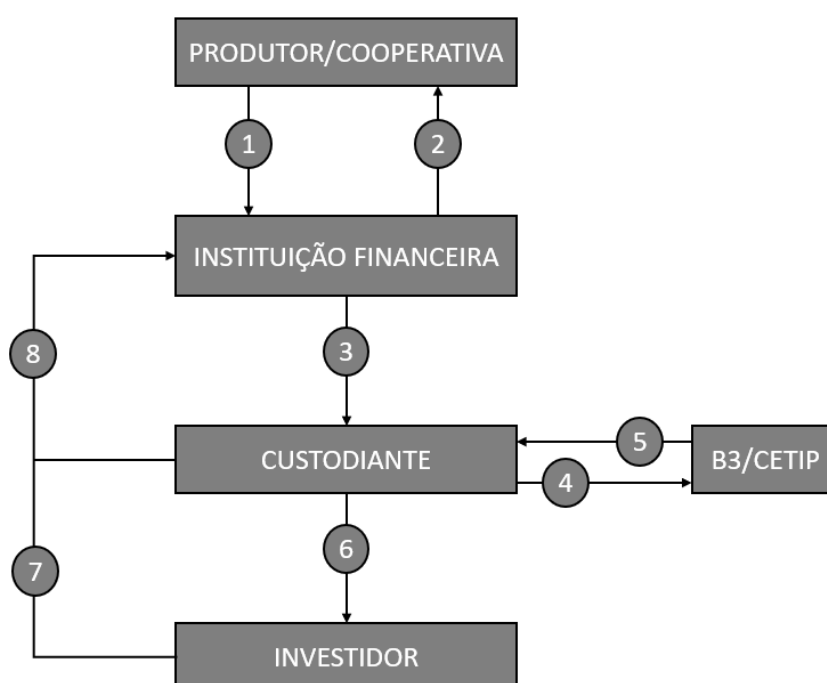 PRODUTOR/COOPERATIVA
1
2
INSTITUIÇÃO FINANCEIRA
8
3
CUSTODIANTE
5
B3/CETIP
4
6
7
INVESTIDOR